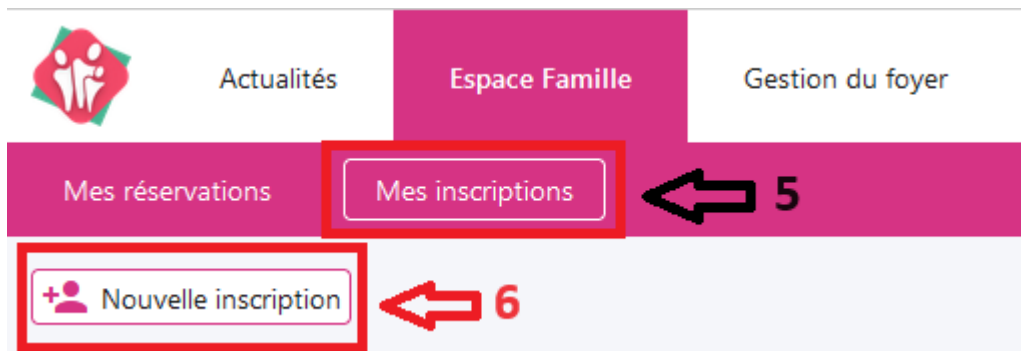 Actualités Espace Famille Gestion du foyer
Mes réservations Mes inscriptions 5
Nouvelle inscription 6